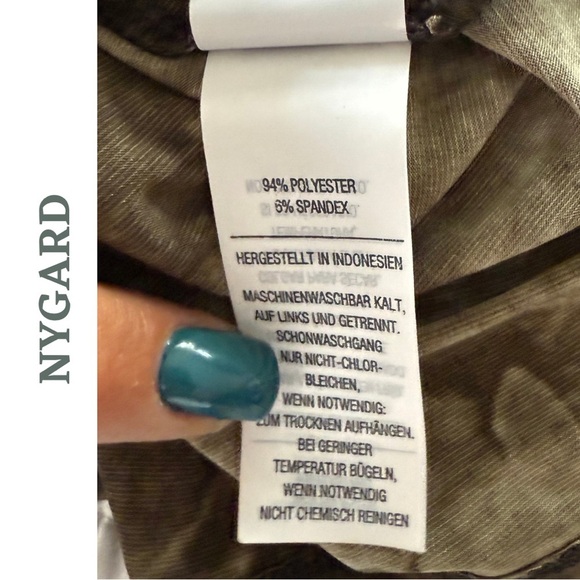 NYGARD
94% POLYESTER
6% SPANDEX
HERGESTELLT IN INDONESIEN
MASCHINENWASCHBAR KALT,
AUF LINKS UND GETRENNT.
SCHONWASCHGANG
NUR NICHT-CHLOR-
BLEICHEN,
WENN NOTWENDIG:
ZUM TROCKNEN AUFHÄNGEN.
BEI GERINGER
TEMPERATUR BÜGELN,
WENN NOTWENDIG
NICHT CHEMISCH REINIGEN